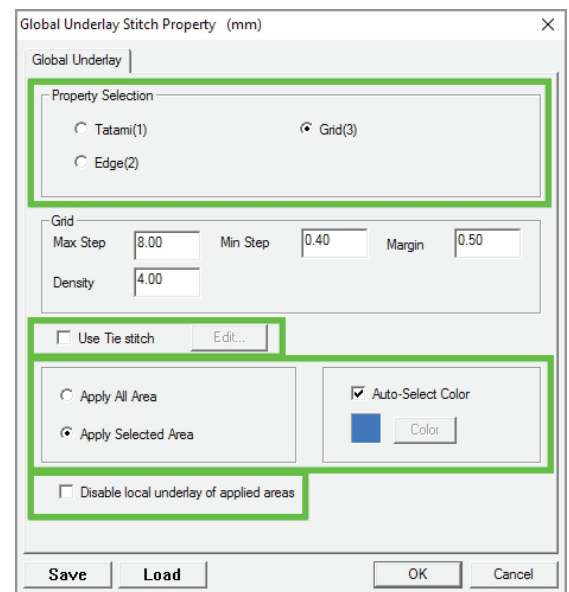 Global Underlay Stitch Property (mm)
Global Underlay
Property Selection
Tatami(1) Grid(3)
Edge(2)
Grid
Max Step 8.00 Min Step 0.40 Margin 0.50
Density 4.00
Use Tie stitch Edit...
Apply All Area Auto-Select Color
Apply Selected Area Color
Disable local underlay of applied areas
Save Load OK Cancel